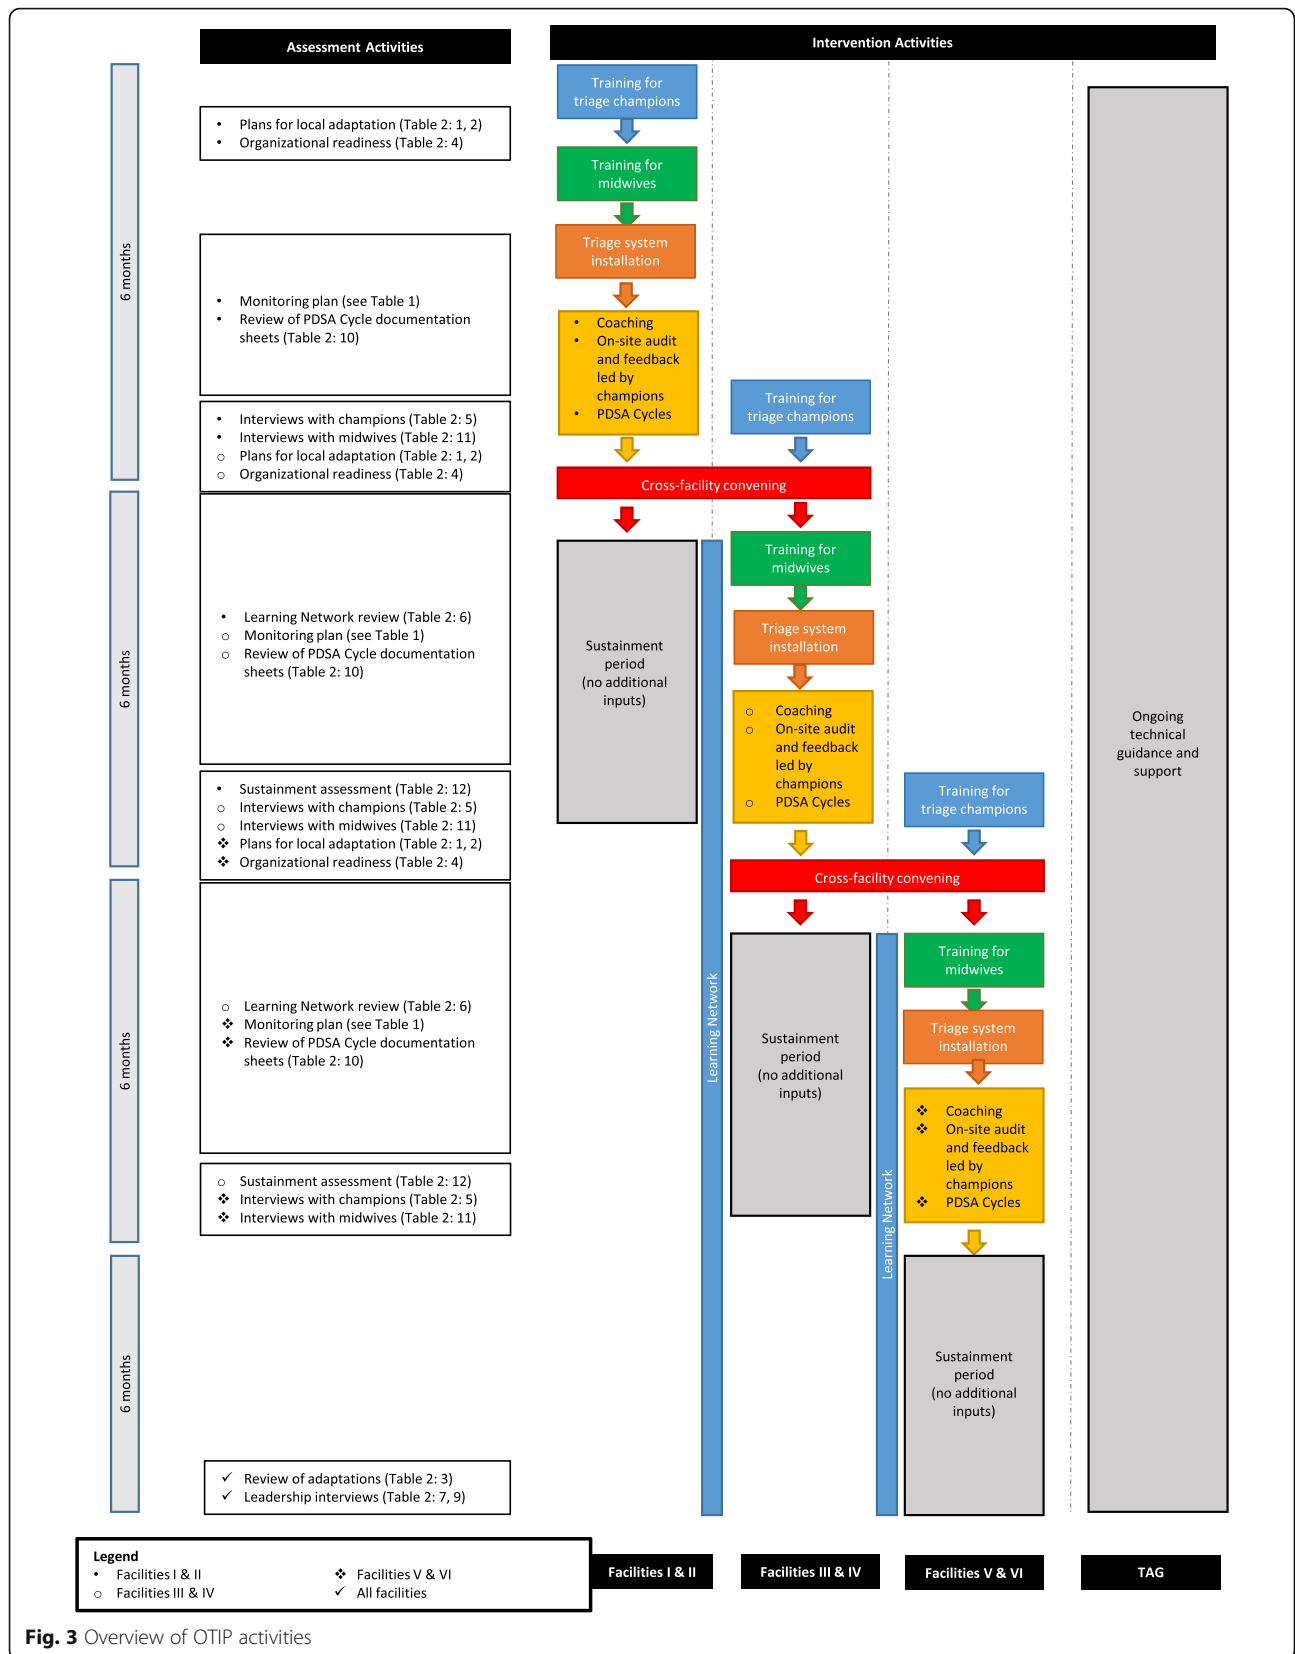 Assessment Activities
Intervention Activities
6 months
• Plans for local adaptation (Table 2: 1, 2)
• Organizational readiness (Table 2: 4)
• Monitoring plan (see Table 1)
• Review of PDSA Cycle documentation
sheets (Table 2: 10)
• Interviews with champions (Table 2: 5)
• Interviews with midwives (Table 2: 11)
○ Plans for local adaptation (Table 2: 1, 2)
○ Organizational readiness (Table 2: 4)
6 months
• Learning Network review (Table 2: 6)
○ Monitoring plan (see Table 1)
○ Review of PDSA Cycle documentation
sheets (Table 2: 10)
• Sustainment assessment (Table 2: 12)
○ Interviews with champions (Table 2: 5)
○ Interviews with midwives (Table 2: 11)
❖ Plans for local adaptation (Table 2: 1, 2)
❖ Organizational readiness (Table 2: 4)
6 months
○ Learning Network review (Table 2: 6)
❖ Monitoring plan (see Table 1)
❖ Review of PDSA Cycle documentation
sheets (Table 2: 10)
○ Sustainment assessment (Table 2: 12)
❖ Interviews with champions (Table 2: 5)
❖ Interviews with midwives (Table 2: 11)
6 months
✓ Review of adaptations (Table 2: 3)
✓ Leadership interviews (Table 2: 7, 9)
Training for
triage champions
Training for
midwives
Triage system
installation
• Coaching
• On-site audit
and feedback
led by
champions
• PDSA Cycles
Training for
triage champions
Cross-facility convening
Sustainment
period
(no additional
inputs)
Learning Network
Training for
midwives
Triage system
installation
○ Coaching
○ On-site audit
and feedback
led by
champions
○ PDSA Cycles
Training for
triage champions
Cross-facility convening
Sustainment
period
(no additional
inputs)
Learning Network
Training for
midwives
Triage system
installation
❖ Coaching
❖ On-site audit
and feedback
led by
champions
❖ PDSA Cycles
Sustainment
period
(no additional
inputs)
Ongoing
technical
guidance and
support
Legend
• Facilities I & II
○ Facilities III & IV
❖ Facilities V & VI
✓ All facilities
Facilities I & II
Facilities III & IV
Facilities V & VI
TAG
Fig. 3 Overview of OTIP activities